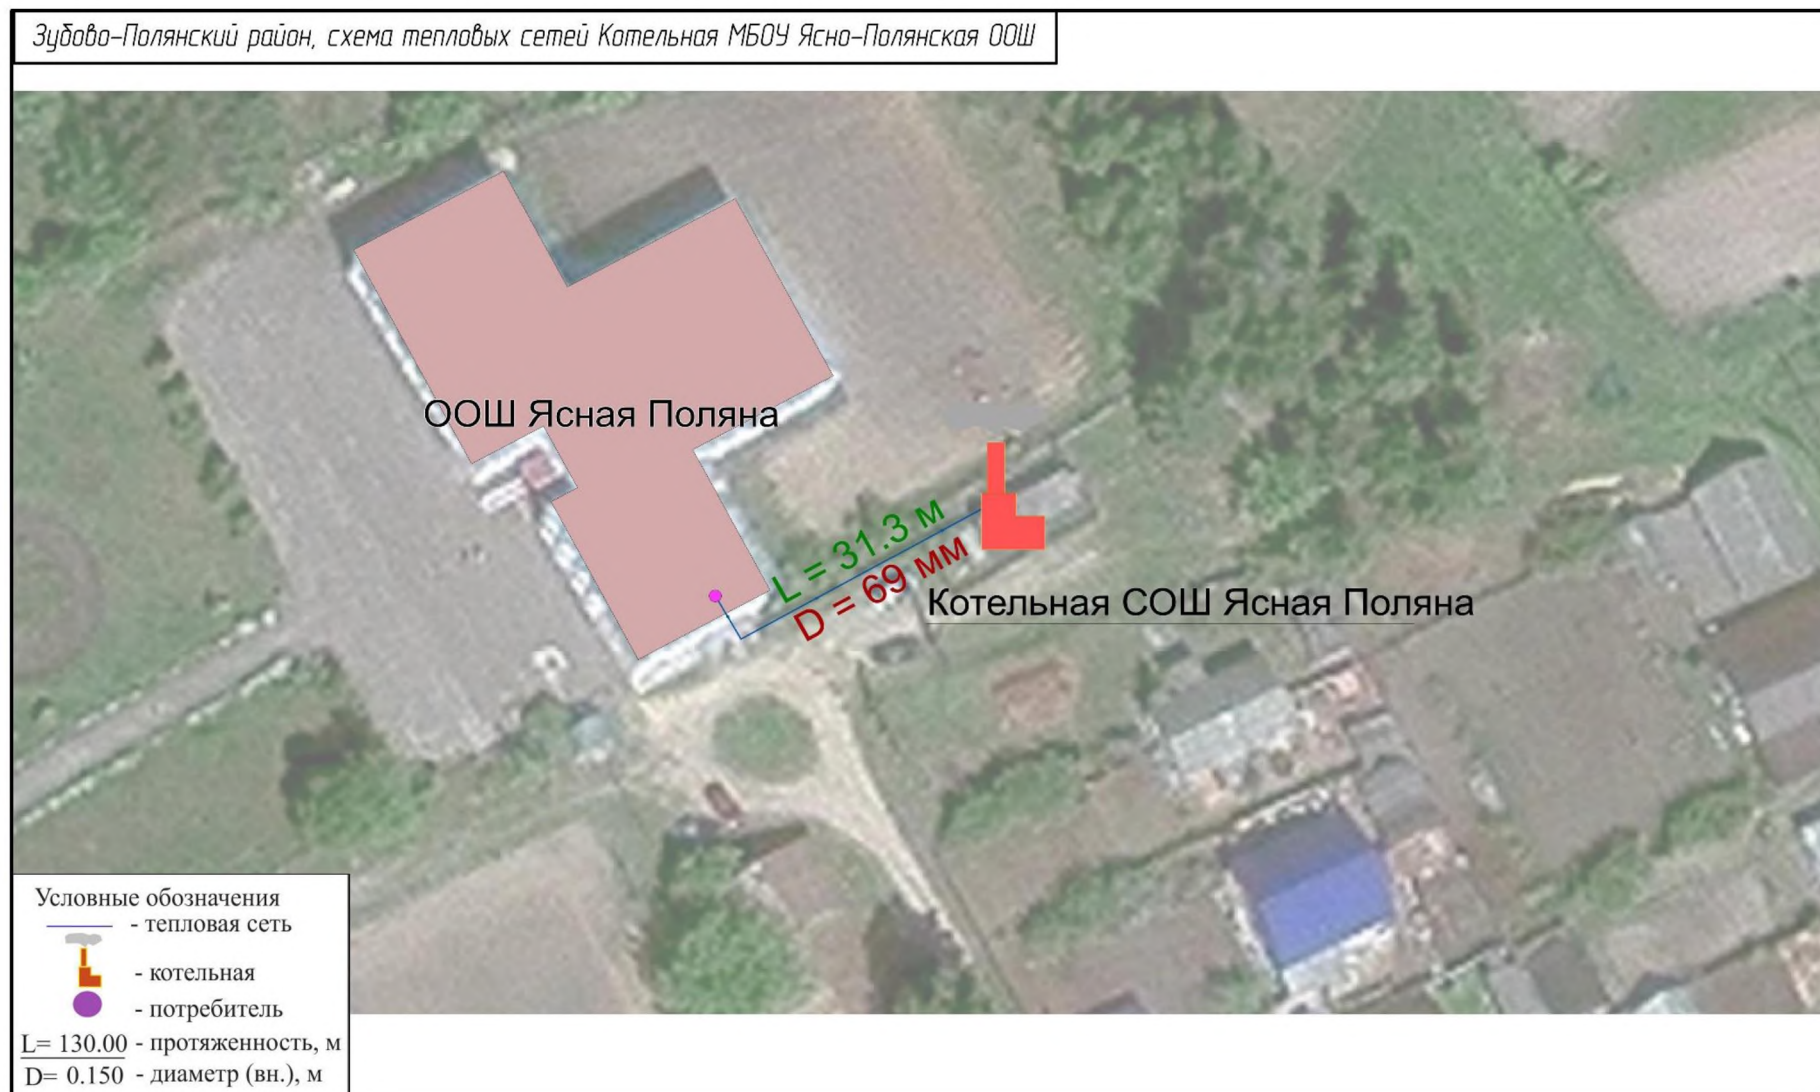 Зубово-Полянский район, схема тепловых сетей Котельная МБОУ Ясно-Полянская ООШ
ООШ Ясная Поляна
L = 31.3 м
D = 69 мм
Котельная СОШ Ясная Поляна
Условные обозначения
- тепловая сеть
- котельная
- потребитель
L= 130.00 - протяженность, м
D= 0.150 - диаметр (вн.), м